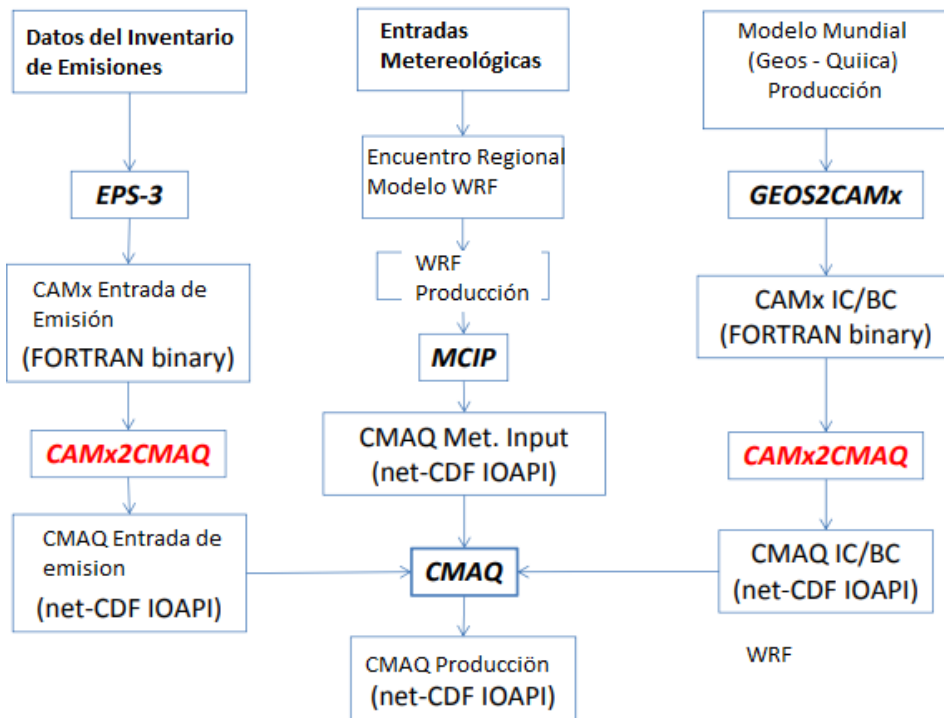 Datos del Inventario
de Emisiones
EPS-3
CAMx Entrada de
Emisión
(FORTRAN binary)
CAMx2CMAQ
CMAQ Entrada de
emision
(net-CDF IOAPI)
Entradas
Metereológicas
Encuentro Regional
Modelo WRF
WRF
Producción
MCIP
CMAQ Met. Input
(net-CDF IOAPI)
CMAQ
CMAQ Producciön
(net-CDF IOAPI)
Modelo Mundial
(Geos - Quiica)
Producción
GEOS2CAMx
CAMx IC/BC
(FORTRAN binary)
CAMx2CMAQ
CMAQ IC/BC
(net-CDF IOAPI)
WRF